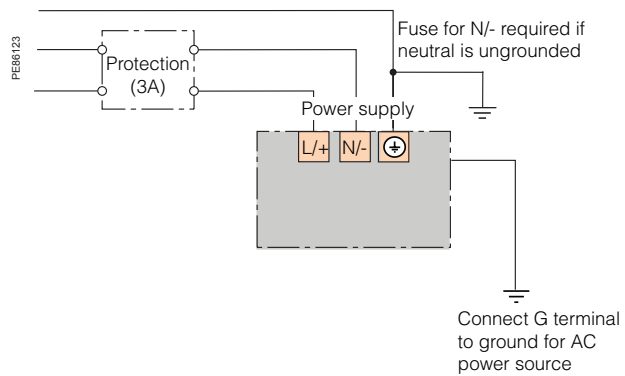 PE86123
Fuse for N/- required if
neutral is ungrounded
Protection
(3A)
Power supply
L/+
N/-
Connect G terminal
to ground for AC
power source